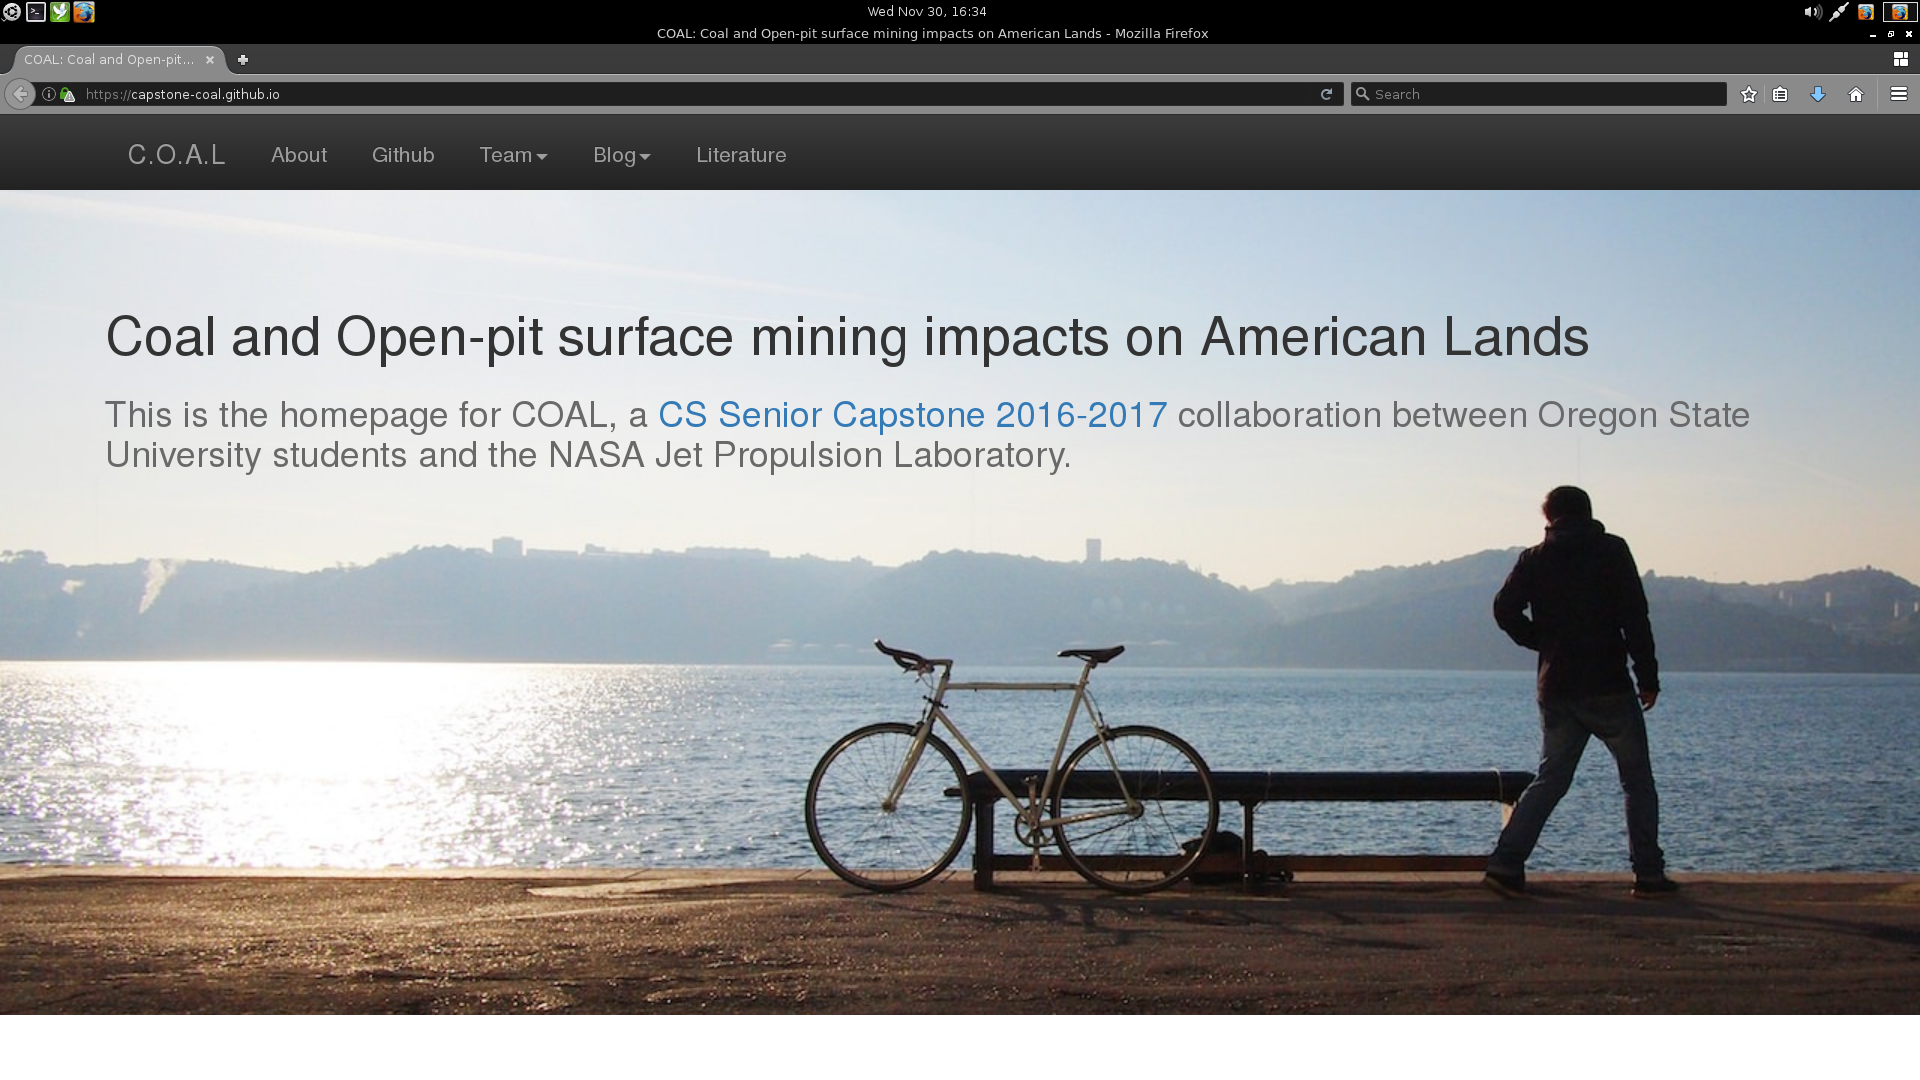 Wed Nov 30, 16:34
COAL: Coal and Open-pit surface mining impacts on American Lands - Mozilla Firefox
COAL: Coal and Open-pit...
https://capstone-coal.github.io
Search
C.O.A.L About Github Team Blog Literature
Coal and Open-pit surface mining impacts on American Lands
This is the homepage for COAL, a CS Senior Capstone 2016-2017 collaboration between Oregon State
University students and the NASA Jet Propulsion Laboratory.